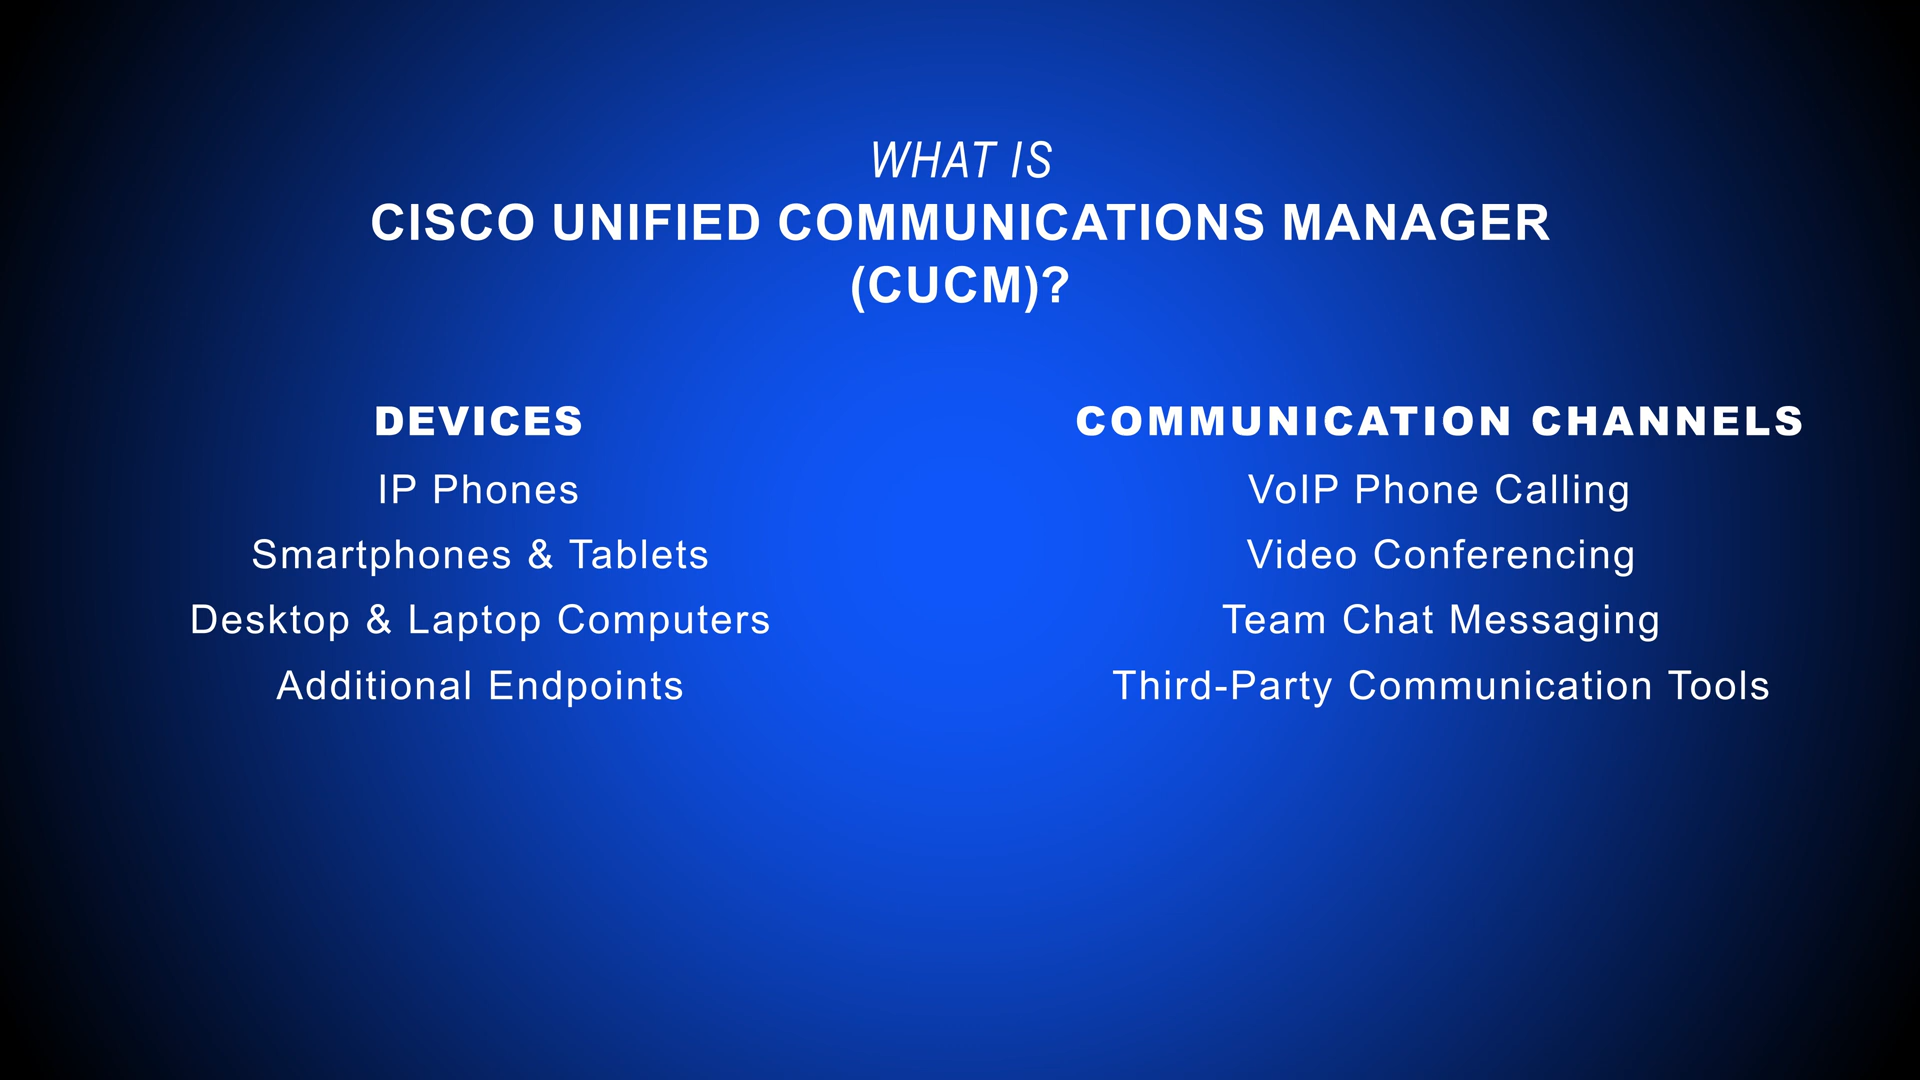 WHAT IS
CISCO UNIFIED COMMUNICATIONS MANAGER
(CUCM)?
DEVICES
IP Phones
Smartphones & Tablets
Desktop & Laptop Computers
Additional Endpoints
COMMUNICATION CHANNELS
VoIP Phone Calling
Video Conferencing
Team Chat Messaging
Third-Party Communication Tools